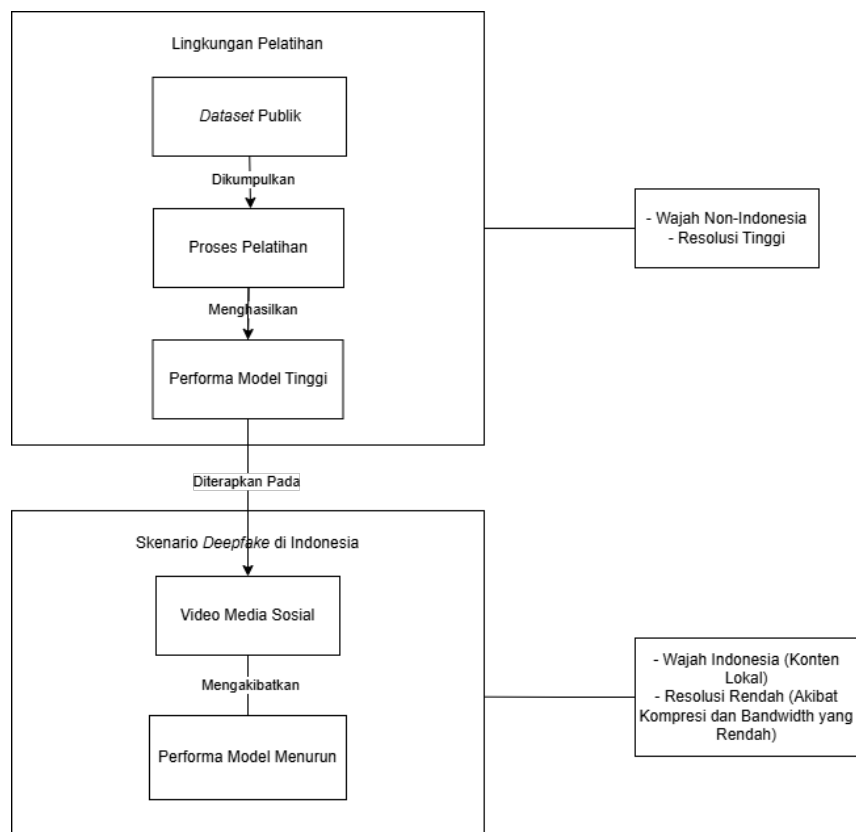 Lingkungan Pelatihan
Dataset Publik
Dikumpulkan
Proses Pelatihan
Menghasilkan
Performa Model Tinggi
- Wajah Non-Indonesia
- Resolusi Tinggi
Diterapkan Pada
Skenario Deepfake di Indonesia
Video Media Sosial
Mengakibatkan
Performa Model Menurun
- Wajah Indonesia (Konten
Lokal)
- Resolusi Rendah (Akibat
Kompresi dan Bandwidth yang
Rendah)